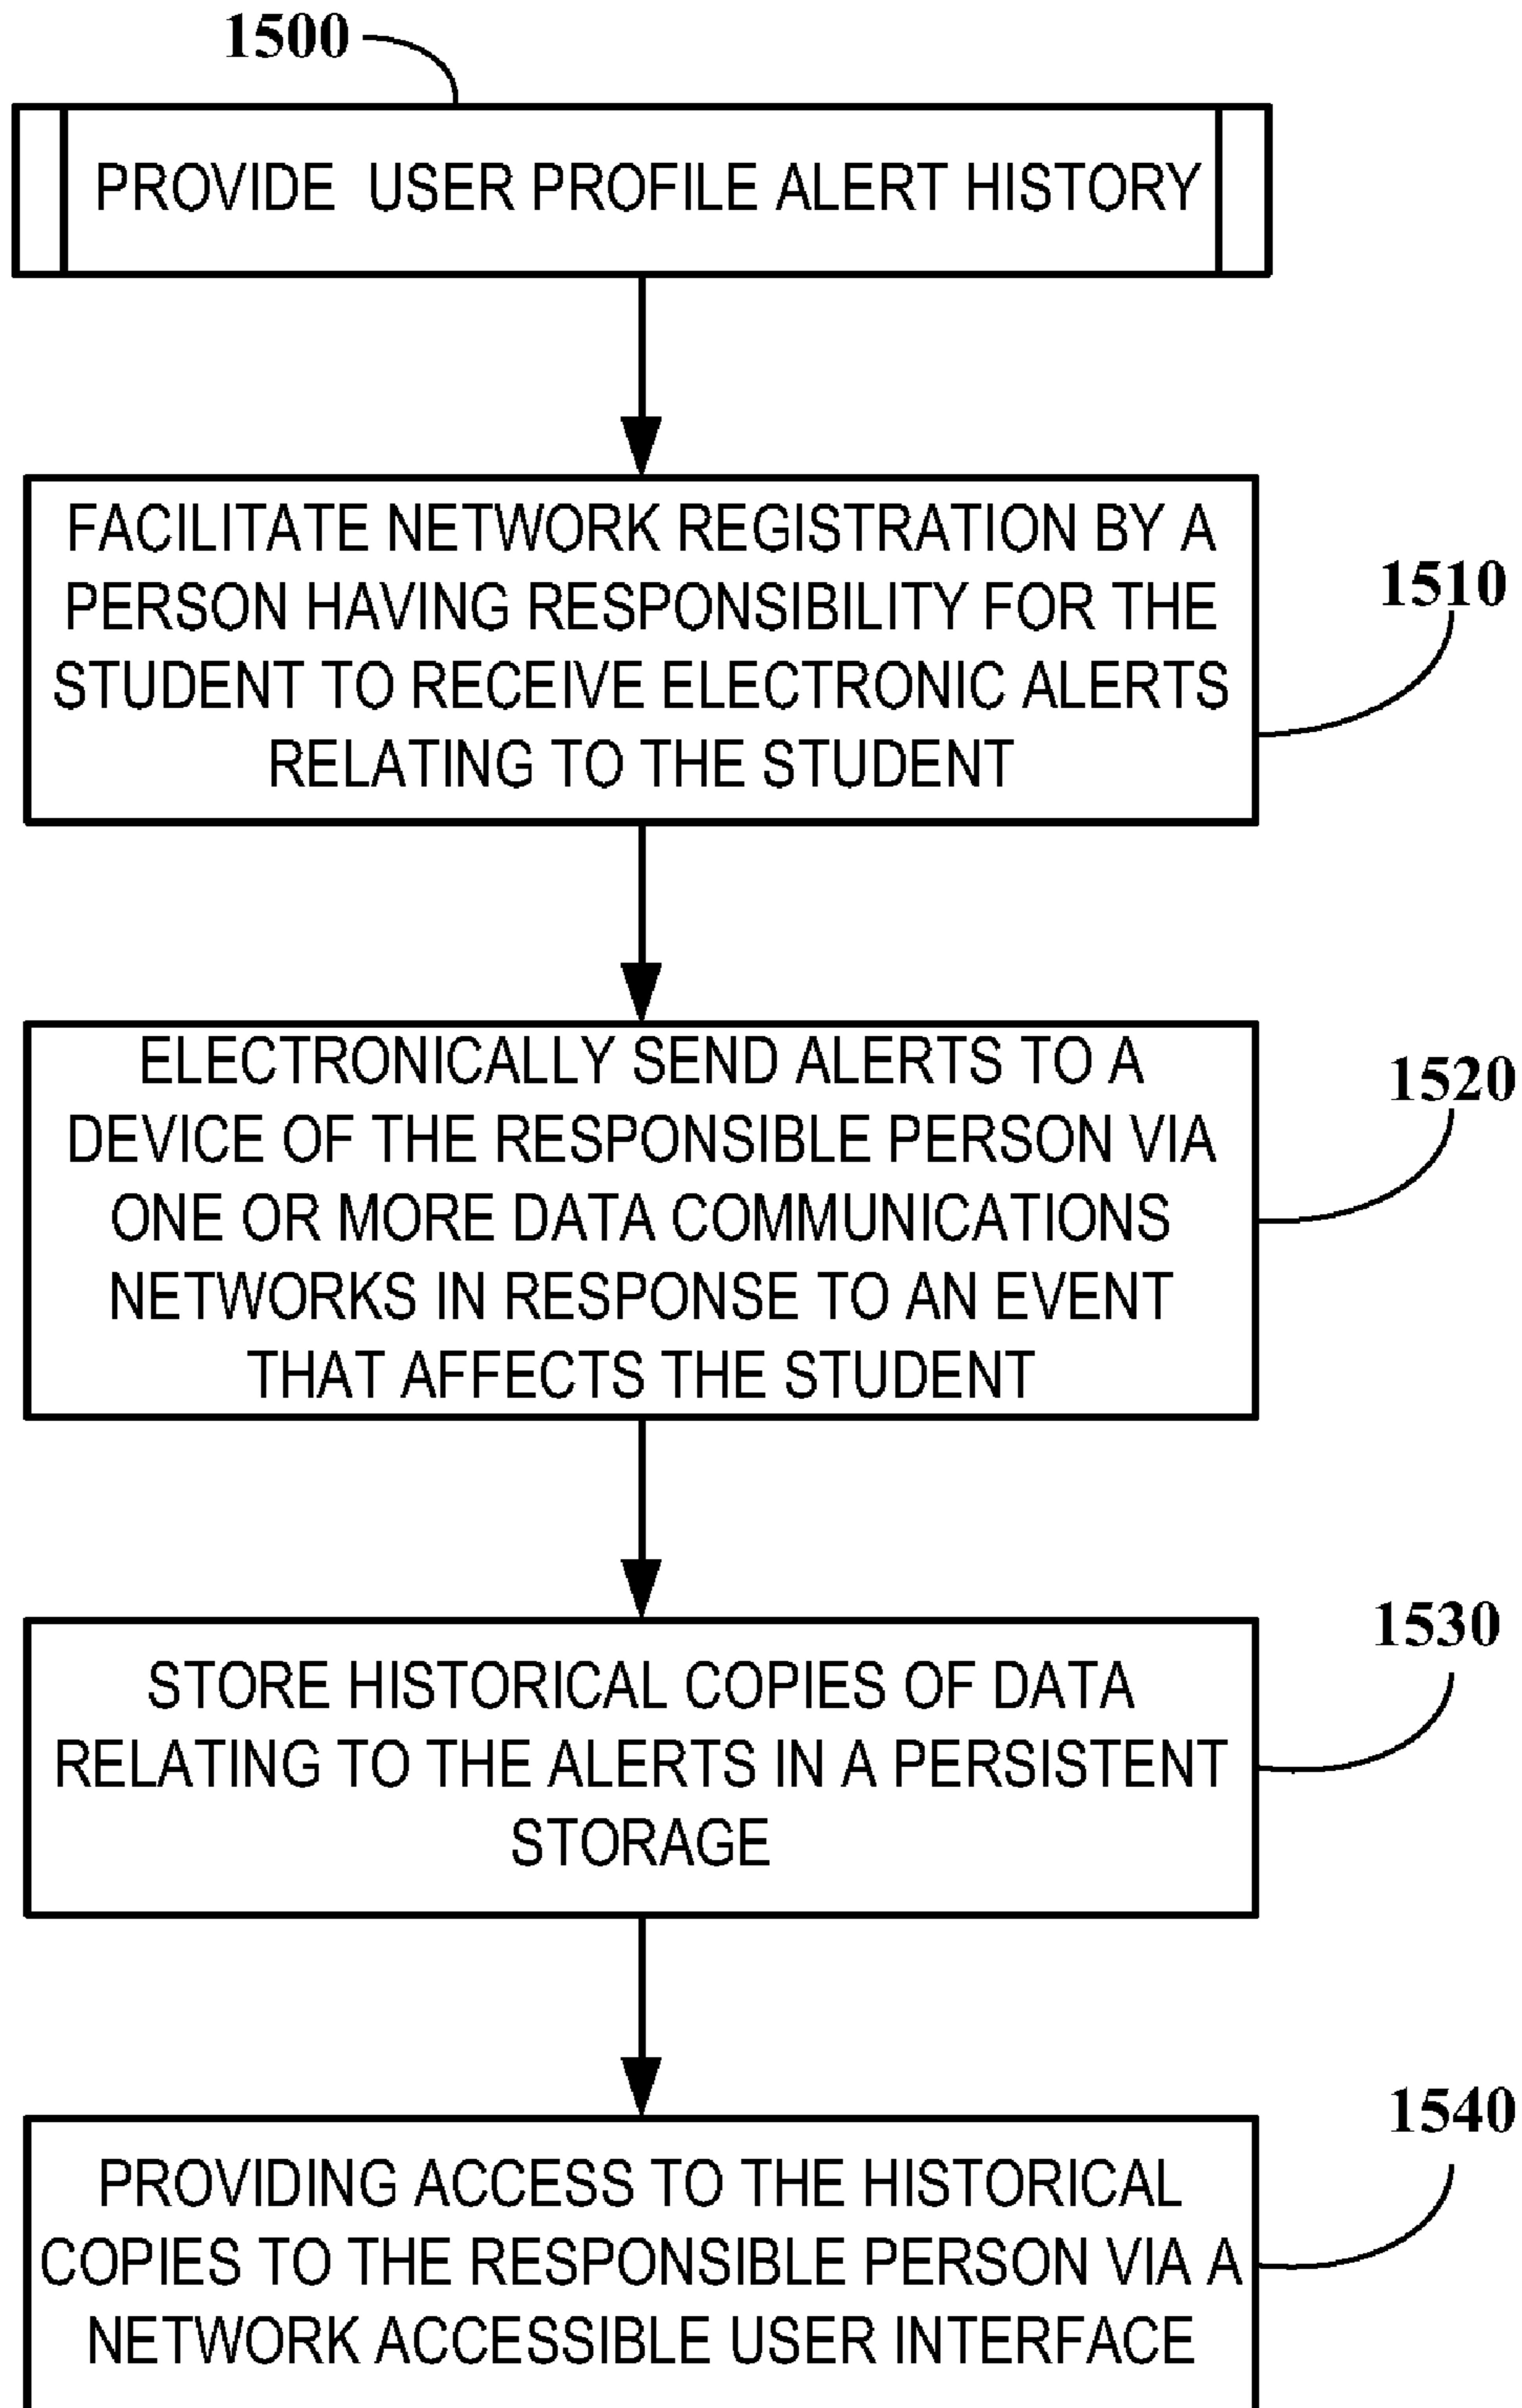 1500
PROVIDE USER PROFILE ALERT HISTORY
FACILITATE NETWORK REGISTRATION BY A
PERSON HAVING RESPONSIBILITY FOR THE
STUDENT TO RECEIVE ELECTRONIC ALERTS
RELATING TO THE STUDENT
1510
ELECTRONICALLY SEND ALERTS TO A
DEVICE OF THE RESPONSIBLE PERSON VIA
ONE OR MORE DATA COMMUNICATIONS
NETWORKS IN RESPONSE TO AN EVENT
THAT AFFECTS THE STUDENT
1520
STORE HISTORICAL COPIES OF DATA
RELATING TO THE ALERTS IN A PERSISTENT
STORAGE
1530
PROVIDING ACCESS TO THE HISTORICAL
COPIES TO THE RESPONSIBLE PERSON VIA A
NETWORK ACCESSIBLE USER INTERFACE
1540